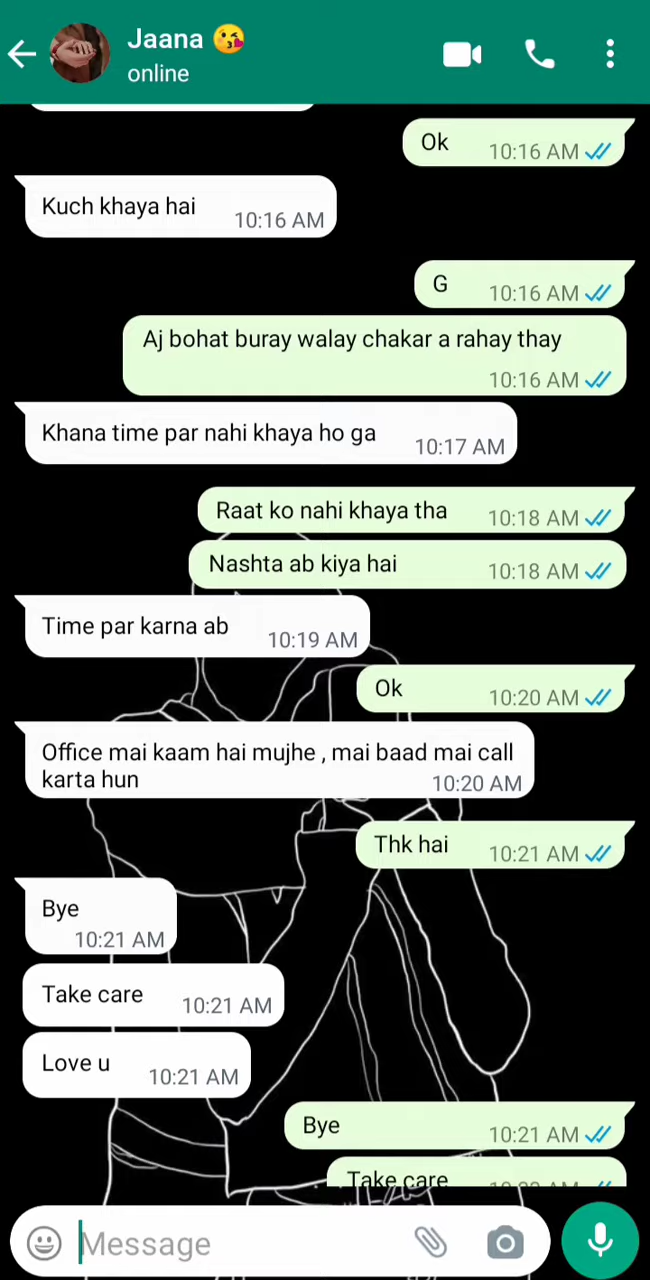 Jaana 😘
online
Ok
10:16 AM
Kuch khaya hai
10:16 AM
G
10:16 AM
Aj bohat buray walay chakar a rahay thay
10:16 AM
Khana time par nahi khaya ho ga
10:17 AM
Raat ko nahi khaya tha
10:18 AM
Nashta ab kiya hai
10:18 AM
Time par karna ab
10:19 AM
Ok
10:20 AM
Office mai kaam hai mujhe , mai baad mai call
karta hun
10:20 AM
Thk hai
10:21 AM
Bye
10:21 AM
Take care
10:21 AM
Love u
10:21 AM
Bye
10:21 AM
Take care
Message